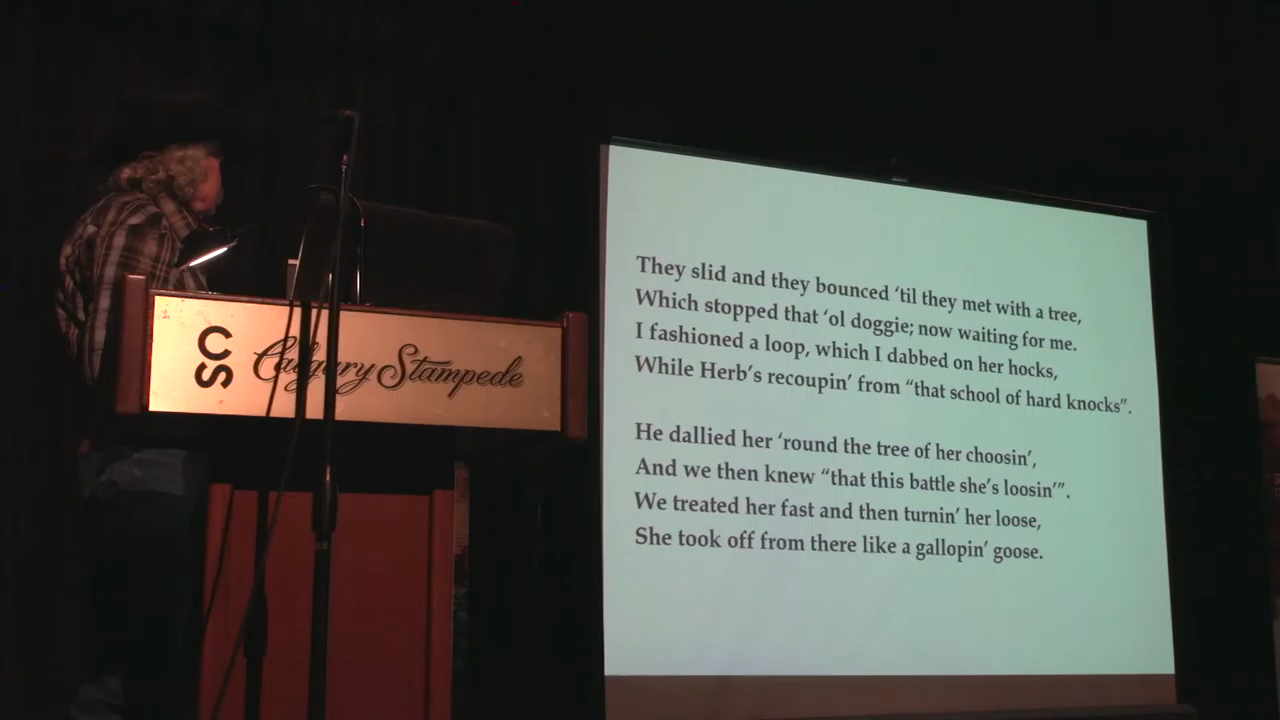 CS
Calgary Stampede
They slid and they bounced ‘til they met with a tree,
Which stopped that ‘ol doggie; now waiting for me.
I fashioned a loop, which I dabbed on her hocks,
While Herb’s recoupin’ from “that school of hard knocks”.
He dallied her ‘round the tree of her choosin’,
And we then knew “that this battle she’s loosin’”.
We treated her fast and then turnin’ her loose,
She took off from there like a gallopin’ goose.